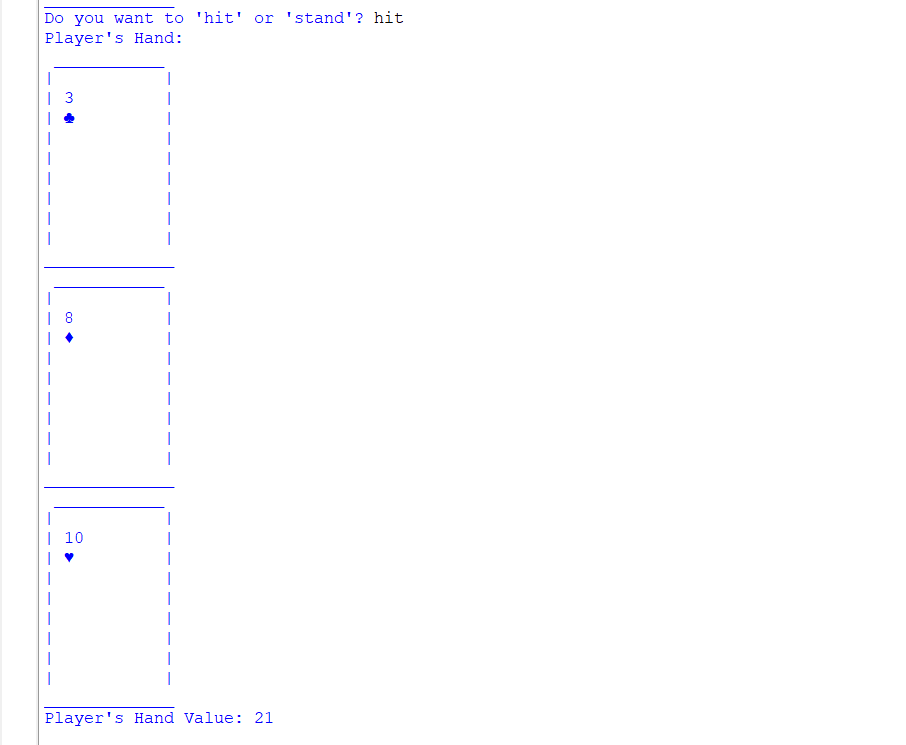 Do you want to 'hit' or 'stand'? hit
Player's Hand:
3
♣
8
♦
10
♥
Player's Hand Value: 21